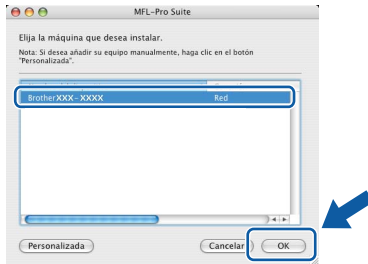 MFL-Pro Suite
Elija la máquina que desea instalar.
Nota: Si desea añadir su equipo manualmente, haga clic en el botón
"Personalizada".
BrotherXXX-XXXX Red
Personalizada Cancelar OK